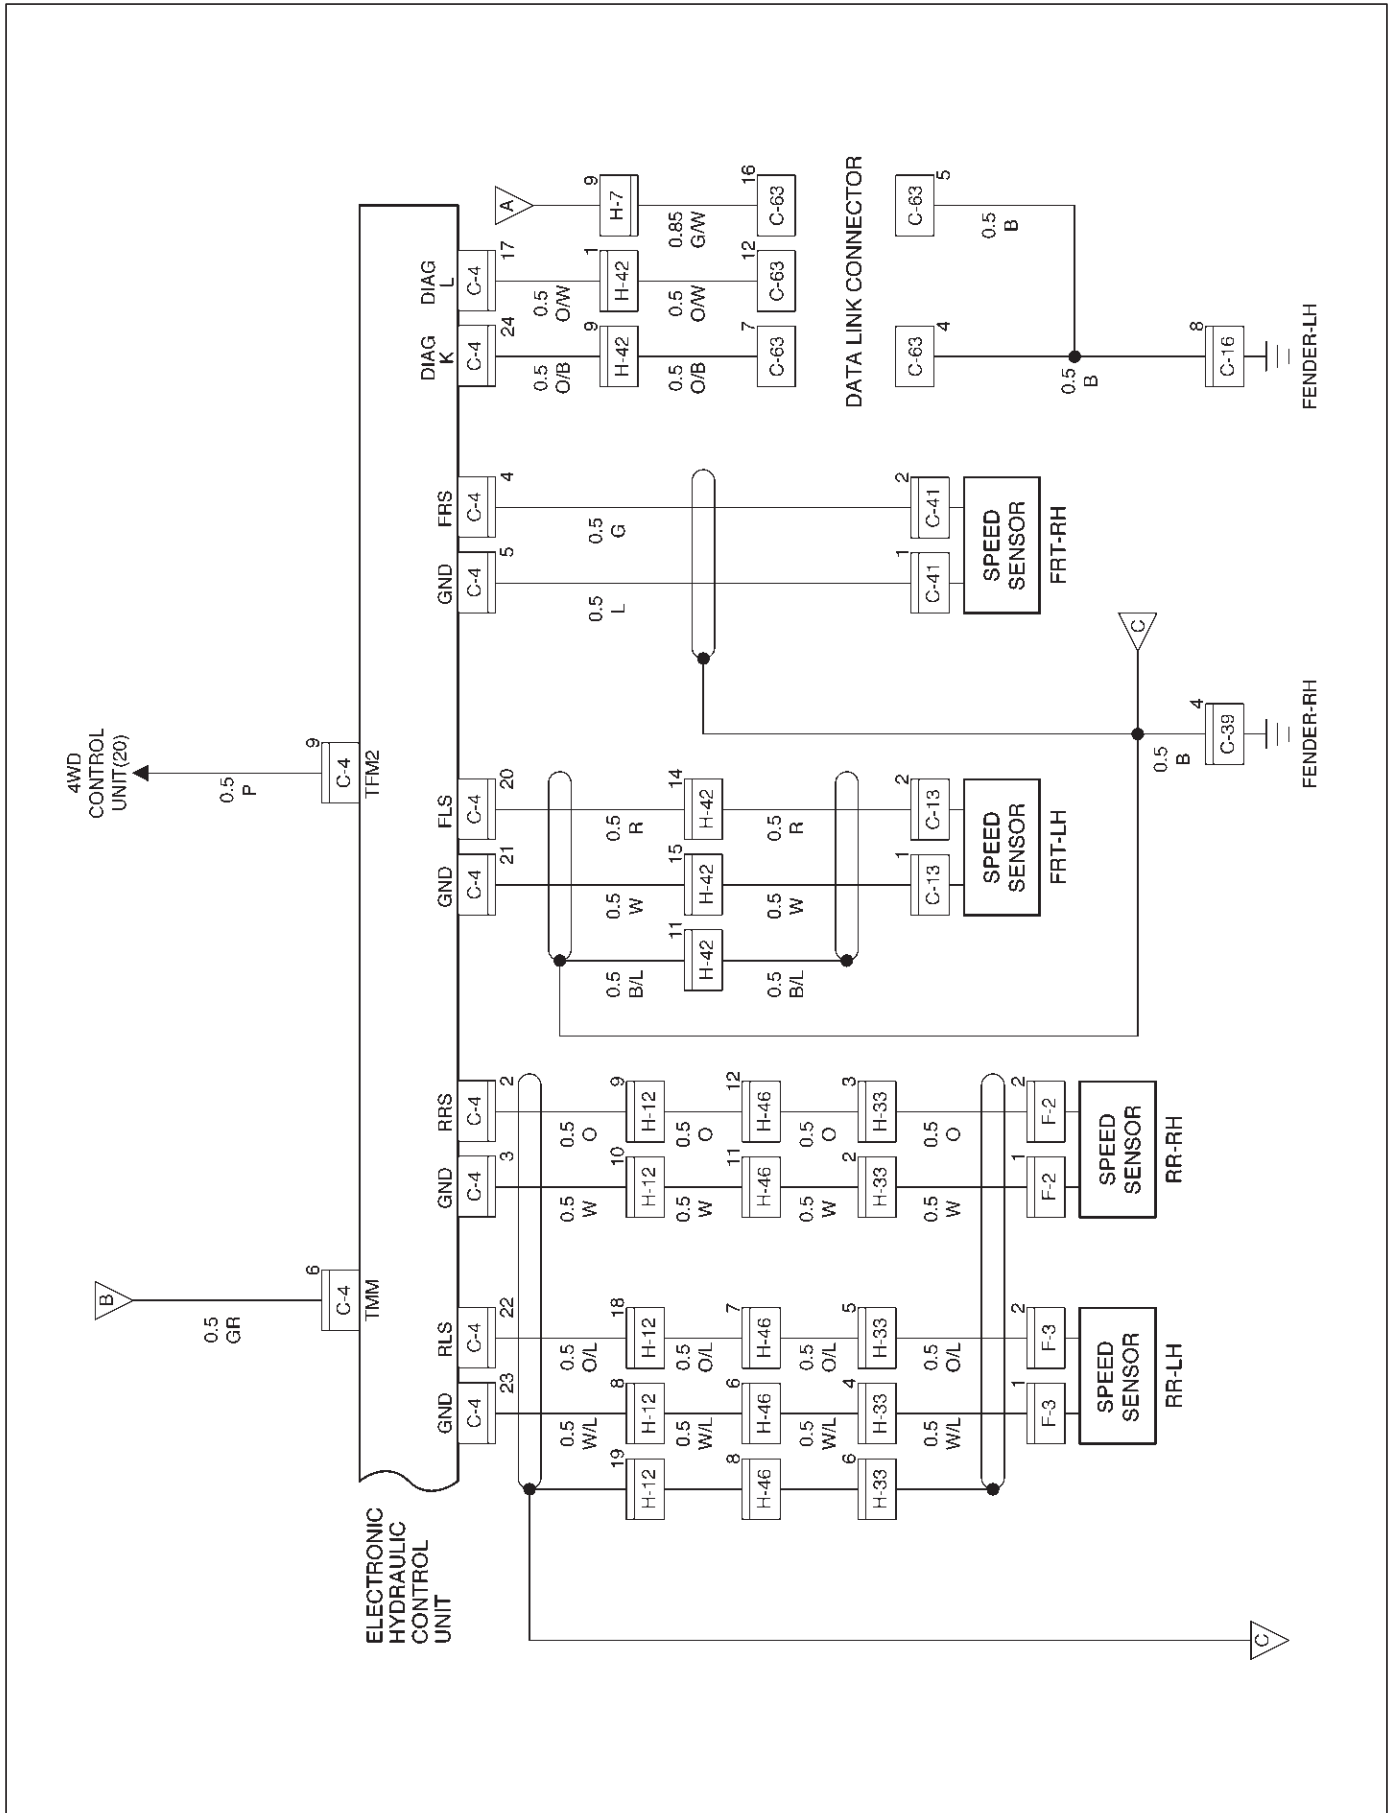 B
4WD
CONTROL
UNIT(20)
0.5
GR
0.5
P
6
C-4
TMM
9
C-4
TFM2
ELECTRONIC
HYDRAULIC
CONTROL
UNIT
GND
C-4
23
RLS
C-4
22
GND
C-4
3
RRS
C-4
2
GND
C-4
21
FLS
C-4
20
GND
C-4
5
FRS
C-4
4
DIAG
K
C-4
24
DIAG
L
C-4
17
A
19
H-12
8
H-46
6
H-33
0.5
W/L
8
H-12
0.5
W/L
6
H-46
0.5
W/L
4
H-33
0.5
W/L
1
F-3
0.5
O/L
18
H-12
0.5
O/L
7
H-46
0.5
O/L
5
H-33
0.5
O/L
2
F-3
SPEED
SENSOR
RR-LH
0.5
W
10
H-12
0.5
W
11
H-46
0.5
W
2
H-33
0.5
W
1
F-2
0.5
O
9
H-12
0.5
O
12
H-46
0.5
O
3
H-33
0.5
O
2
F-2
SPEED
SENSOR
RR-RH
C
0.5
B/L
11
H-42
0.5
B/L
0.5
W
15
H-42
0.5
W
1
C-13
0.5
R
14
H-42
0.5
R
2
C-13
SPEED
SENSOR
FRT-LH
0.5
L
1
C-41
0.5
G
2
C-41
SPEED
SENSOR
FRT-RH
C
0.5
B
4
C-39
FENDER-RH
0.5
O/B
9
H-42
0.5
O/B
7
C-63
0.5
O/W
1
H-42
0.5
O/W
12
C-63
9
H-7
0.85
G/W
16
C-63
DATA LINK CONNECTOR
C-63
4
C-63
5
0.5
B
0.5
B
8
C-16
FENDER-LH